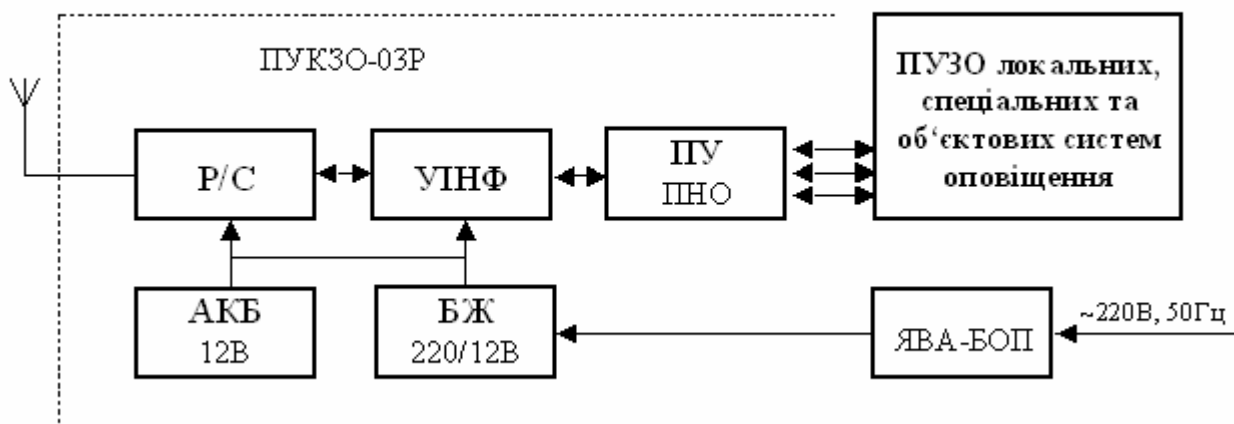 ПУКЗО-03Р
ПУЗО локальних,
спеціальних та
об‘єктових систем
оповіщення
Р/С
УПНФ
ПУ
ПНО
АКБ
12В
БЖ
220/12В
ЯВА-БОП
~220В, 50Гц